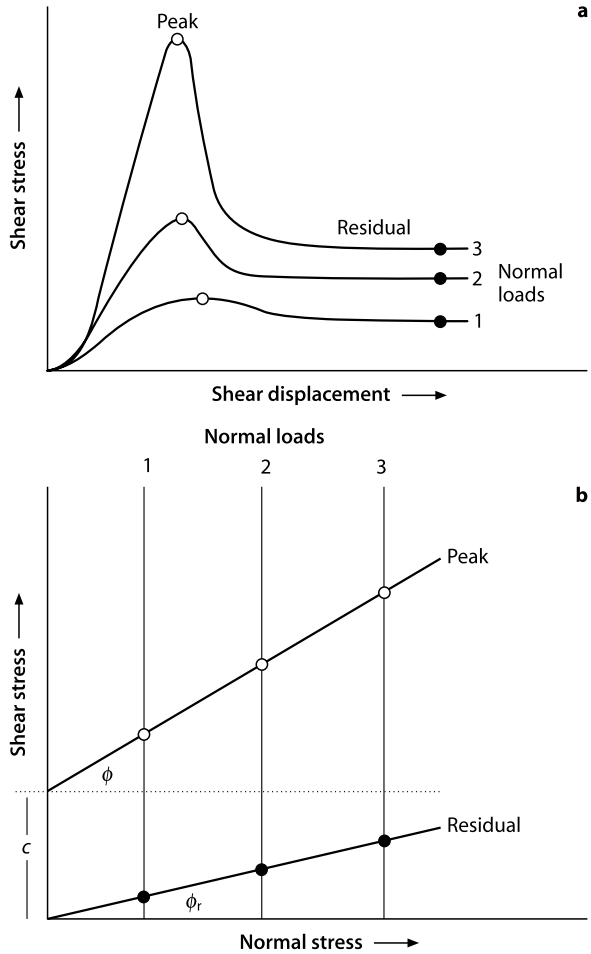 a
Peak
Shear stress
Residual
3
2
Normal
loads
1
Shear displacement
Normal loads
1 2 3
b
Peak
Shear stress
ϕ
c
Residual
ϕr
Normal stress